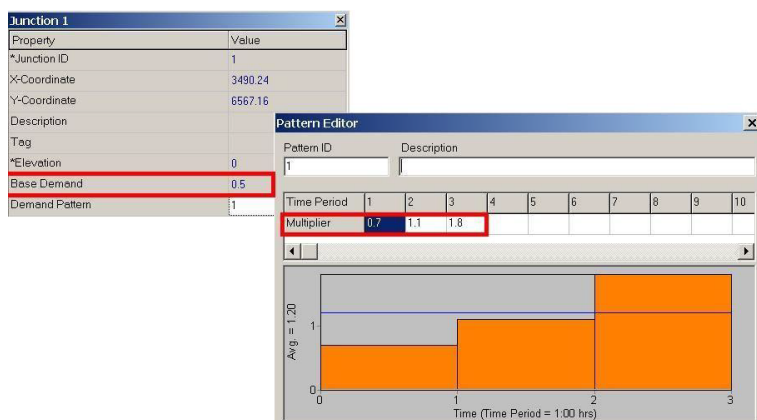 Junction 1
Property Value
*Junction ID 1
X-Coordinate 3490.24
Y-Coordinate 6567.16
Description
Tag
*Elevation 0
Base Demand 0.5
Demand Pattern 1
Pattern Editor
Pattern ID Description
1
Time Period 1 2 3 4 5 6 7 8 9 10
Multiplier 0.7 1.1 1.8
Avg. = 1.20
1
0
0 1 2 3
Time (Time Period = 1:00 hrs)